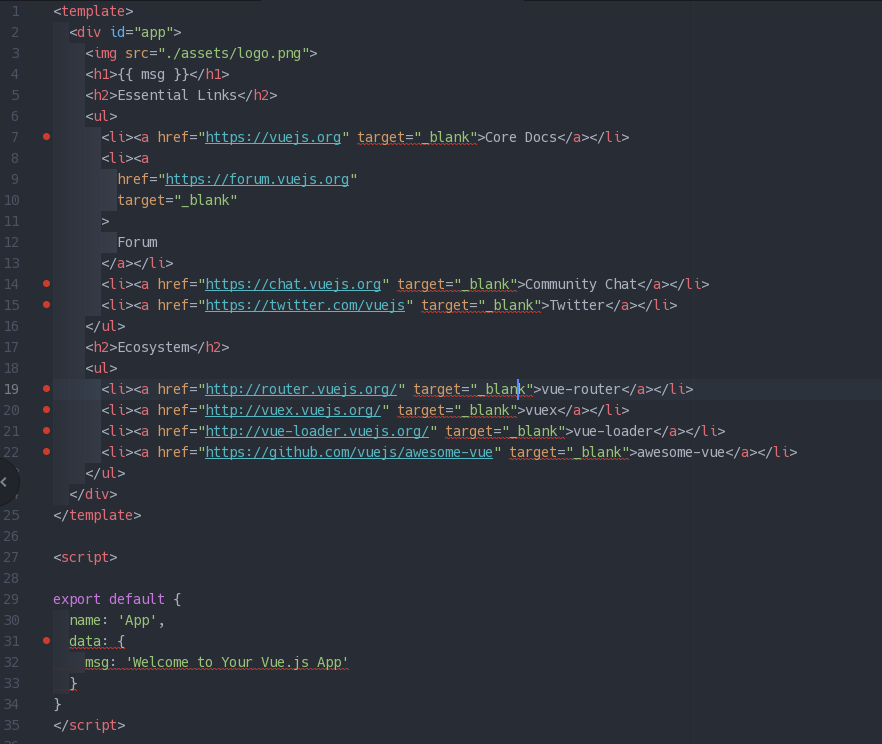 1 <template>
2 <div id="app">
3 <img src="./assets/logo.png">
4 <h1>{{ msg }}</h1>
5 <h2>Essential Links</h2>
6 <ul>
7 <li><a href="https://vuejs.org" target="_blank">Core Docs</a></li>
8 <li><a
9 href="https://forum.vuejs.org"
10 target="_blank"
11 >
12 Forum
13 </a></li>
14 <li><a href="https://chat.vuejs.org" target="_blank">Community Chat</a></li>
15 <li><a href="https://twitter.com/vuejs" target="_blank">Twitter</a></li>
16 </ul>
17 <h2>Ecosystem</h2>
18 <ul>
19 <li><a href="http://router.vuejs.org/" target="_blank">vue-router</a></li>
20 <li><a href="http://vuex.vuejs.org/" target="_blank">vuex</a></li>
21 <li><a href="http://vue-loader.vuejs.org/" target="_blank">vue-loader</a></li>
22 <li><a href="https://github.com/vuejs/awesome-vue" target="_blank">awesome-vue</a></li>
</ul>
</div>
25 </template>
26
27 <script>
28
29 export default {
30 name: 'App',
31 data: {
32 msg: 'Welcome to Your Vue.js App'
33 }
34 }
35 </script>